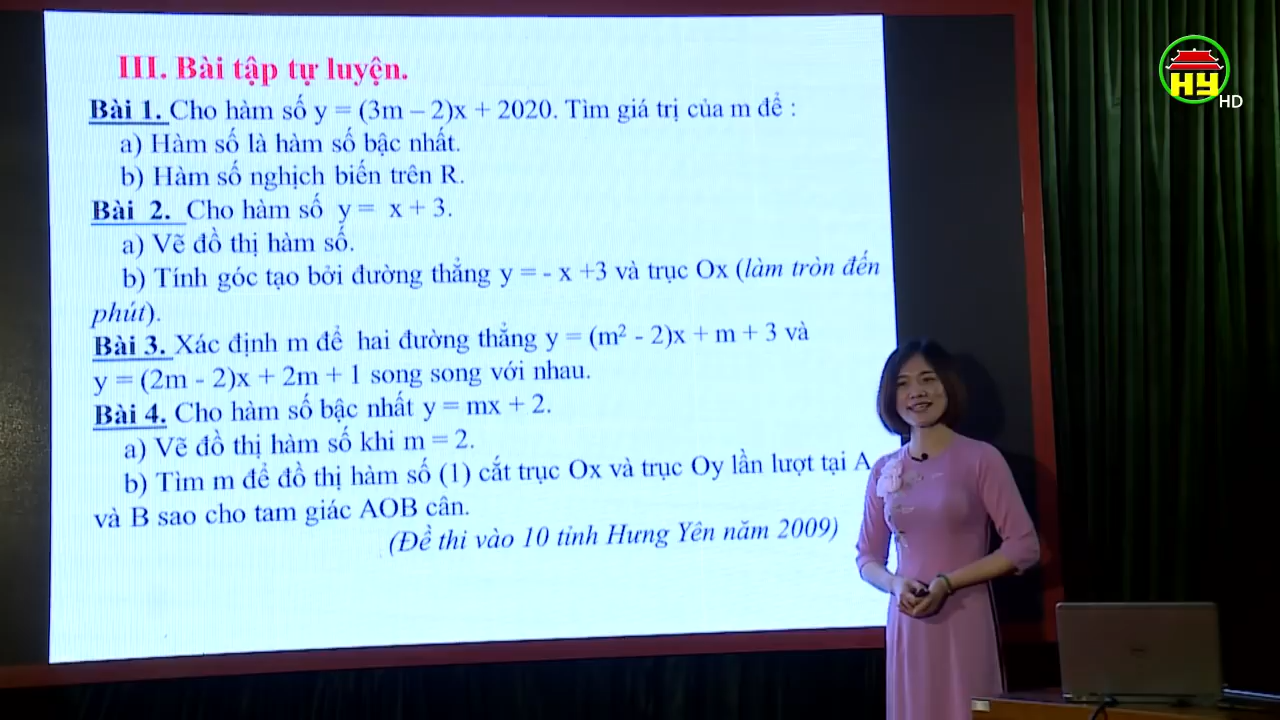 III. Bài tập tự luyện.
Bài 1. Cho hàm số y = (3m – 2)x + 2020. Tìm giá trị của m để :
a) Hàm số là hàm số bậc nhất.
b) Hàm số nghịch biến trên R.
Bài 2. Cho hàm số y = x + 3.
a) Vẽ đồ thị hàm số.
b) Tính góc tạo bởi đường thẳng y = - x +3 và trục Ox (làm tròn đến
phút).
Bài 3. Xác định m để hai đường thẳng y = (m² - 2)x + m + 3 và
y = (2m - 2)x + 2m + 1 song song với nhau.
Bài 4. Cho hàm số bậc nhất y = mx + 2.
a) Vẽ đồ thị hàm số khi m = 2.
b) Tìm m để đồ thị hàm số (1) cắt trục Ox và trục Oy lần lượt tại A
và B sao cho tam giác AOB cân.
(Đề thi vào 10 tỉnh Hưng Yên năm 2009)
HY
HD